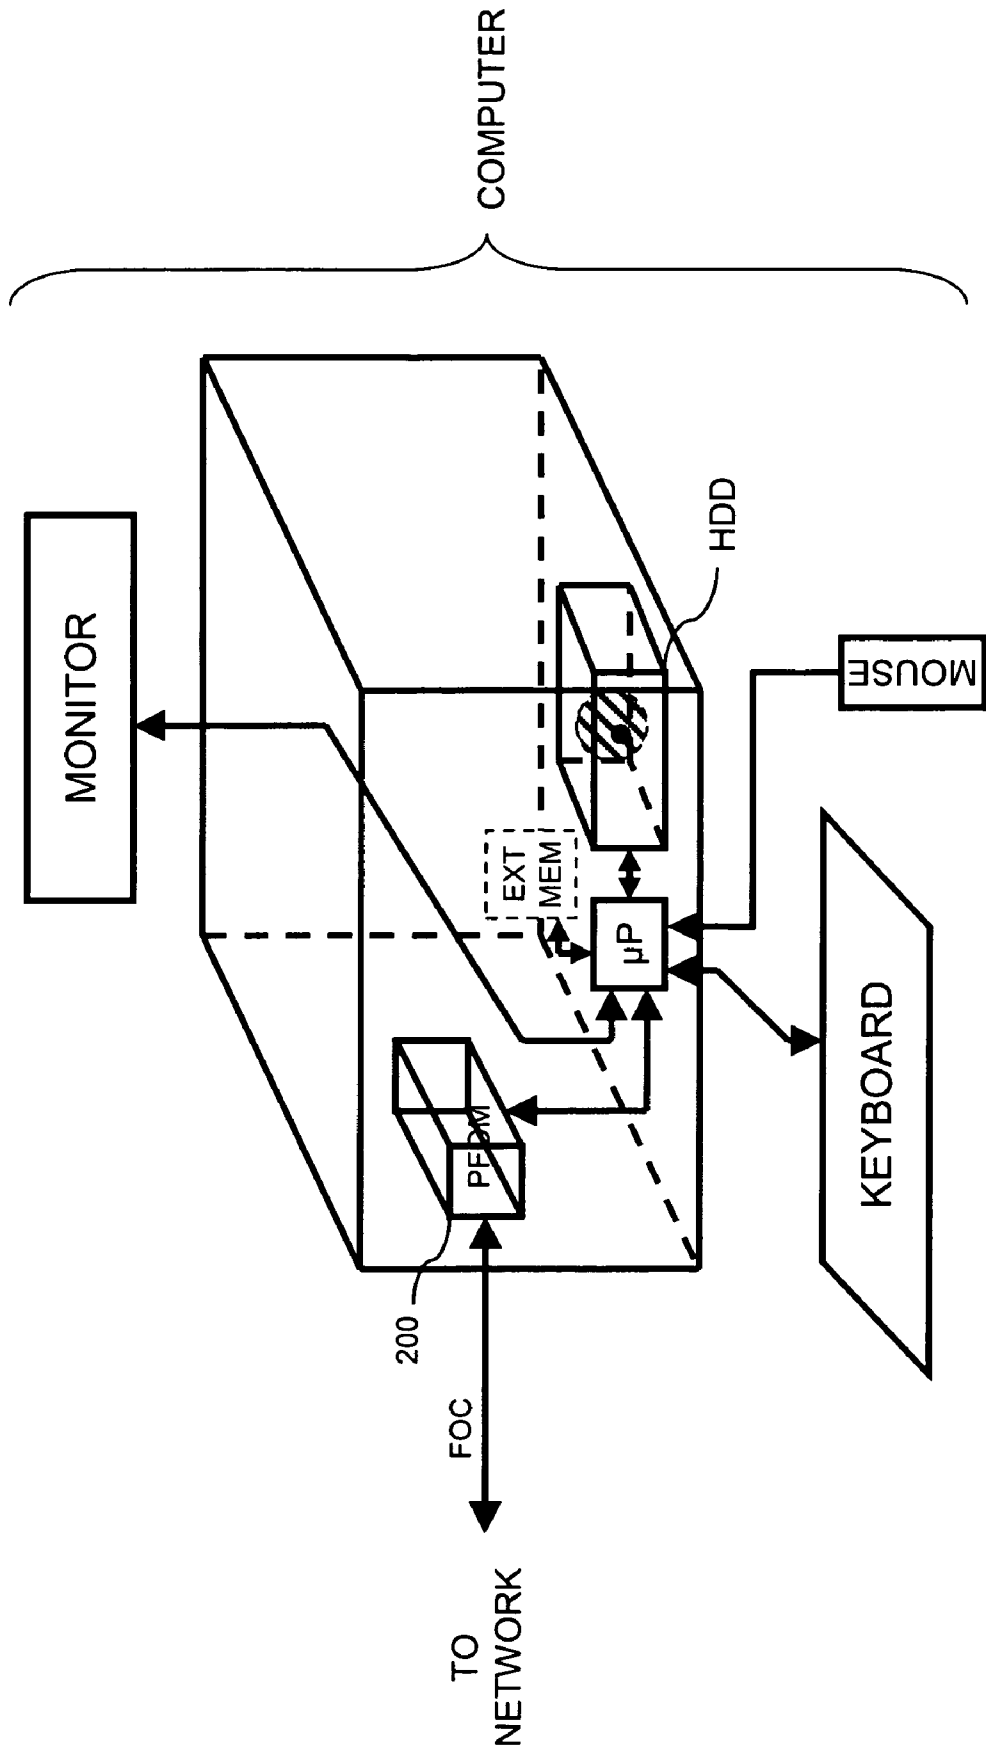 COMPUTER
MONITOR
HDD
MOUSE
EXT
MEM
µP
KEYBOARD
PFOM
200
FOC
TO
NETWORK